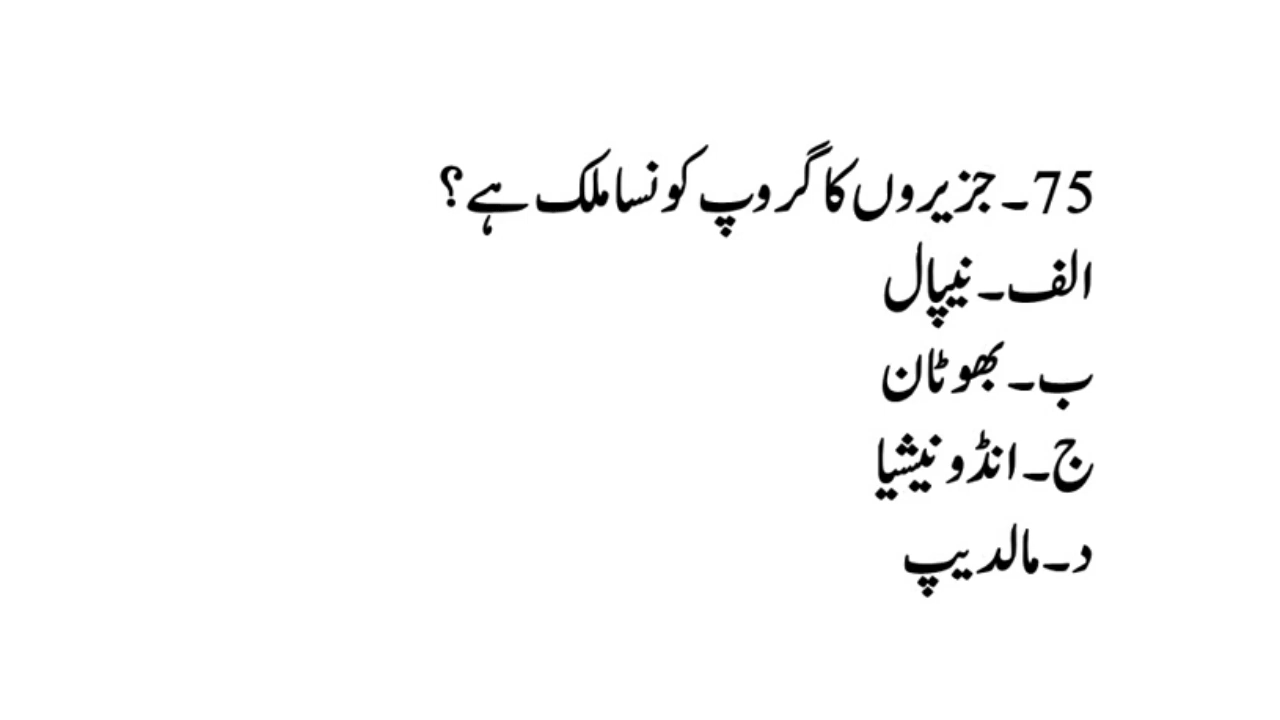 75۔ جزیروں کا گروپ کونسا ملک ہے؟
الف۔ نیپال
ب۔ بھوٹان
ج۔ انڈونیشیا
د۔ مالدیپ